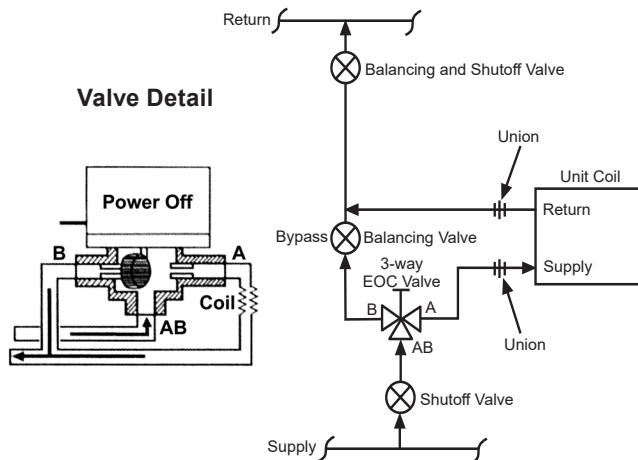 Return
Balancing and Shutoff Valve
Valve Detail
Union
Unit Coil
Power Off
Return
B
A
Bypass
Balancing Valve
3-way
EOC Valve
Supply
Coil
B
A
AB
AB
Union
Shutoff Valve
Supply